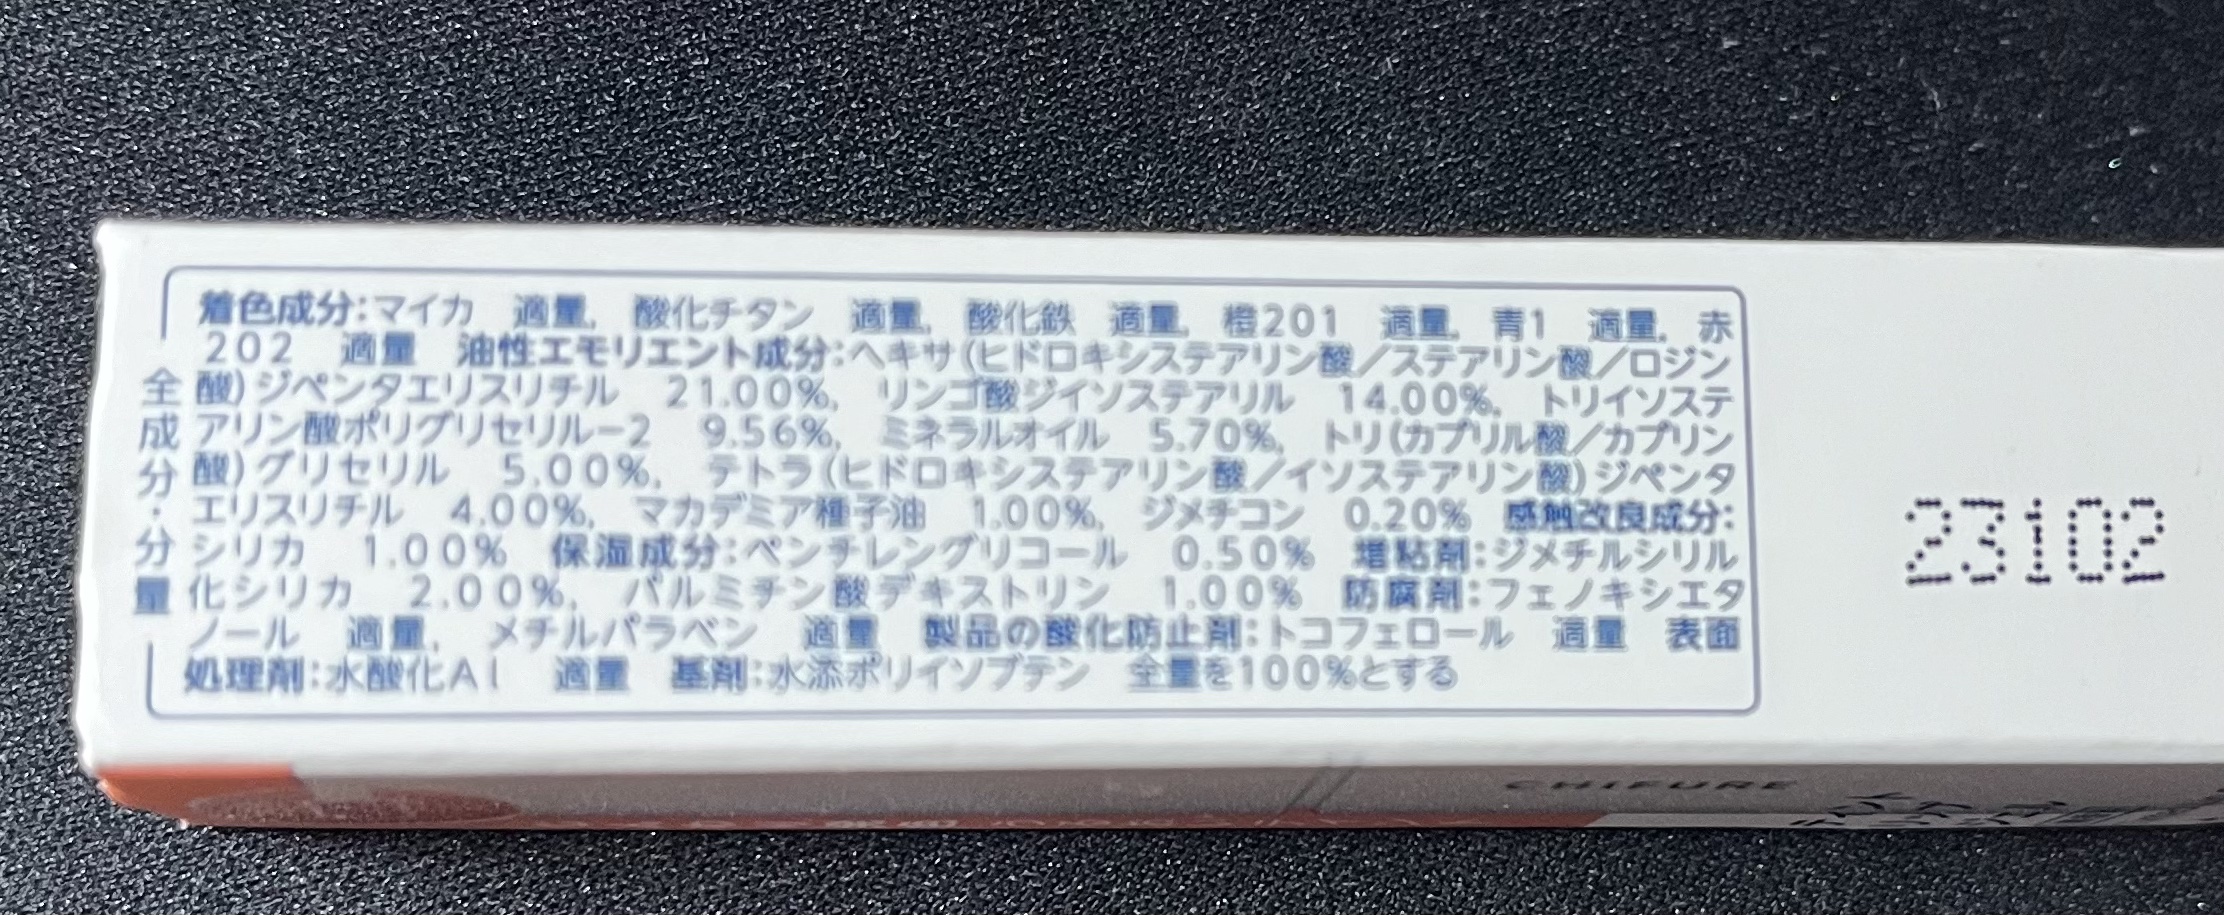 全成分・分量
着色成分:マイカ 適量, 酸化チタン 適量, 酸化鉄 適量, 橙201 適量, 青1 適量, 赤
202 適量 油性エモリエント成分:ヘキサ(ヒドロキシステアリン酸/ステアリン酸/ロジン
酸)ジペンタエリスリチル 21.00%, リンゴ酸ジイソステアリル 14.00%, トリイソステ
アリン酸ポリグリセリル-2 9.56%, ミネラルオイル 5.70%, トリ(カプリル酸/カプリン
酸)グリセリル 5.00%, テトラ(ヒドロキシステアリン酸/イソステアリン酸)ジペンタ
エリスリチル 4.00%, マカデミア種子油 1.00%, ジメチコン 0.20% 感触改良成分:
シリカ 1.00% 保湿成分:ペンチレングリコール 0.50% 増粘剤:ジメチルシリル
化シリカ 2.00%, パルミチン酸デキストリン 1.00% 防腐剤:フェノキシエタ
ノール 適量, メチルパラベン 適量 製品の酸化防止剤:トコフェロール 適量 表面
処理剤:水酸化Al 適量 基剤:水添ポリイソブテン 全量を100%とする
23102
CHIFURE